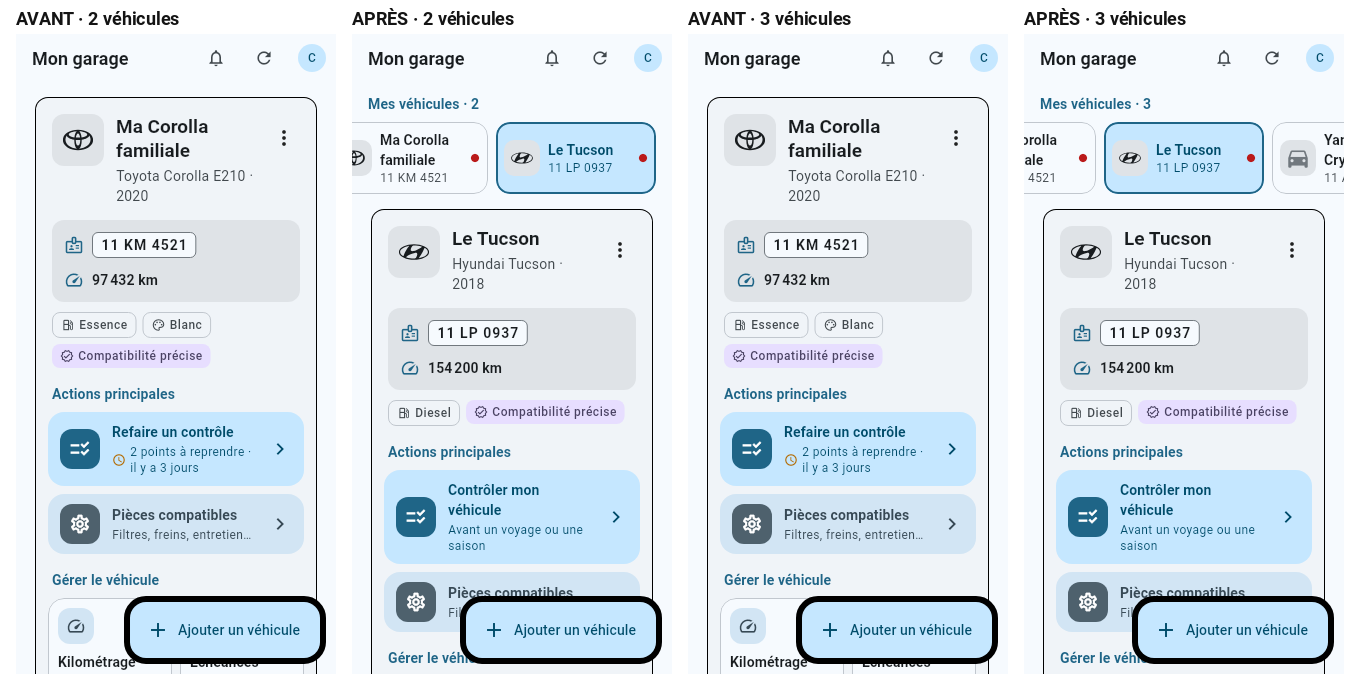 AVANT · 2 véhicules
Mon garage
C
Ma Corolla
familiale
Toyota Corolla E210 ·
2020
11 KM 4521
97 432 km
Essence
Blanc
Compatibilité précise
Actions principales
Refaire un contrôle
2 points à reprendre ·
il y a 3 jours
Pièces compatibles
Filtres, freins, entretien…
Gérer le véhicule
Ajouter un véhicule
Kilométrage
APRÈS · 2 véhicules
Mon garage
C
Mes véhicules · 2
Ma Corolla
familiale
11 KM 4521
Le Tucson
11 LP 0937
Le Tucson
Hyundai Tucson ·
2018
11 LP 0937
154 200 km
Diesel
Compatibilité précise
Actions principales
Contrôler mon
véhicule
Avant un voyage ou une
saison
Pièces compatibles
Ajouter un véhicule
Gérer le
AVANT · 3 véhicules
Mon garage
C
Ma Corolla
familiale
Toyota Corolla E210 ·
2020
11 KM 4521
97 432 km
Essence
Blanc
Compatibilité précise
Actions principales
Refaire un contrôle
2 points à reprendre ·
il y a 3 jours
Pièces compatibles
Filtres, freins, entretien…
Gérer le véhicule
Ajouter un véhicule
Kilométrage
APRÈS · 3 véhicules
Mon garage
C
Mes véhicules · 3
4521
Le Tucson
11 LP 0937
Le Tucson
Hyundai Tucson ·
2018
11 LP 0937
154 200 km
Diesel
Compatibilité précise
Actions principales
Contrôler mon
véhicule
Avant un voyage ou une
saison
Pièces compatibles
Ajouter un véhicule
Gérer le